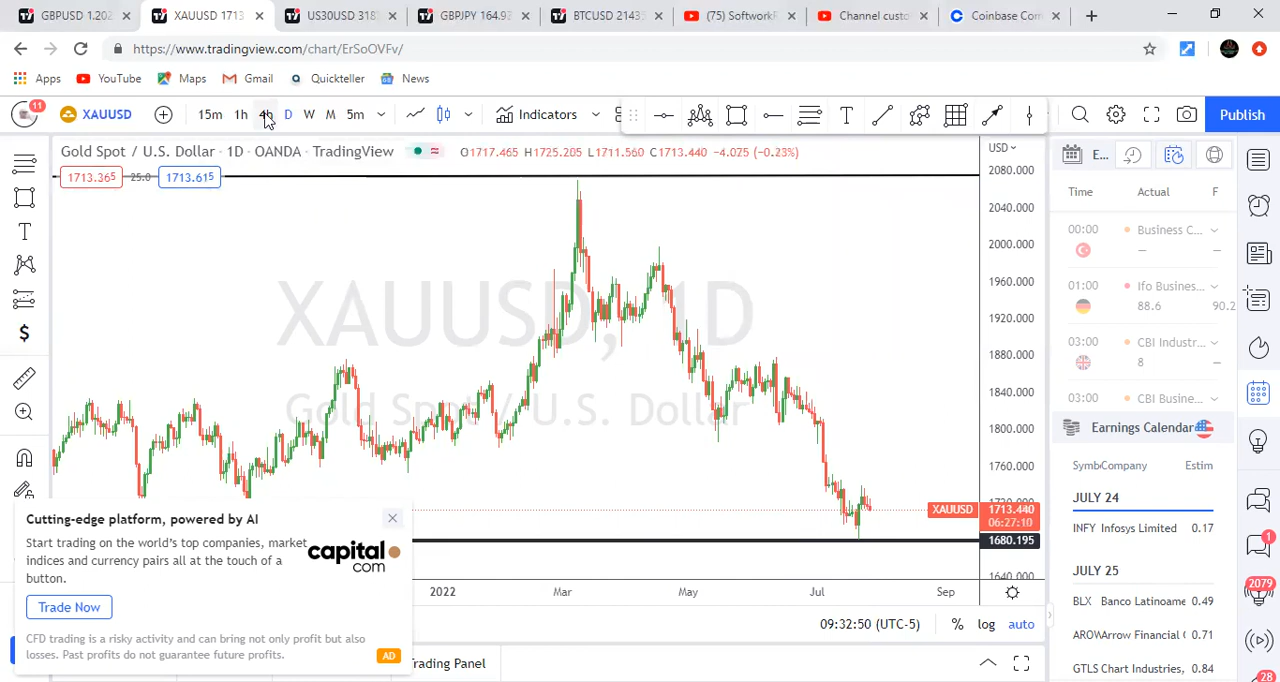 GBPUSD 1.202
XAUUSD 1713
US30USD 318
GBPJPY 164.9
BTCUSD 2143
(75) SoftworkR
Channel custo
Coinbase Com
https://www.tradingview.com/chart/ErSoOVFv/
Apps
YouTube
Maps
Gmail
Quickteller
News
11
XAUUSD
15m
1h
4h
D
W
M
5m
Indicators
Publish
Gold Spot / U.S. Dollar · 1D · OANDA · TradingView
O1717.465 H1725.205 L1711.560 C1713.440 -4.075 (-0.23%)
1713.365
25.0
1713.615
USD
XAUUSD, 1D
Gold Spot / U.S. Dollar
2080.000
2040.000
2000.000
1960.000
1920.000
1880.000
1840.000
1800.000
1760.000
XAUUSD
1713.440
06:27:10
1680.195
1640.000
2022
Mar
May
Jul
Sep
09:32:50 (UTC-5)
%
log
auto
Trading Panel
Cutting-edge platform, powered by AI
Start trading on the world's top companies, market
indices and currency pairs all at the touch of a
button.
capital
com
Trade Now
CFD trading is a risky activity and can bring not only profit but also
losses. Past profits do not guarantee future profits.
AD
E...
Time
Actual
F
00:00
Business C...
—
—
01:00
Ifo Business...
88.6
90.2
03:00
CBI Industr...
8
—
03:00
CBI Busine...
Earnings Calendar
Symb
Company
Estim
JULY 24
INFY Infosys Limited 0.17
JULY 25
BLX Banco Latinoame 0.49
AROW
Arrow Financial C 0.71
GTLS Chart Industries, 0.84
1
2079
28